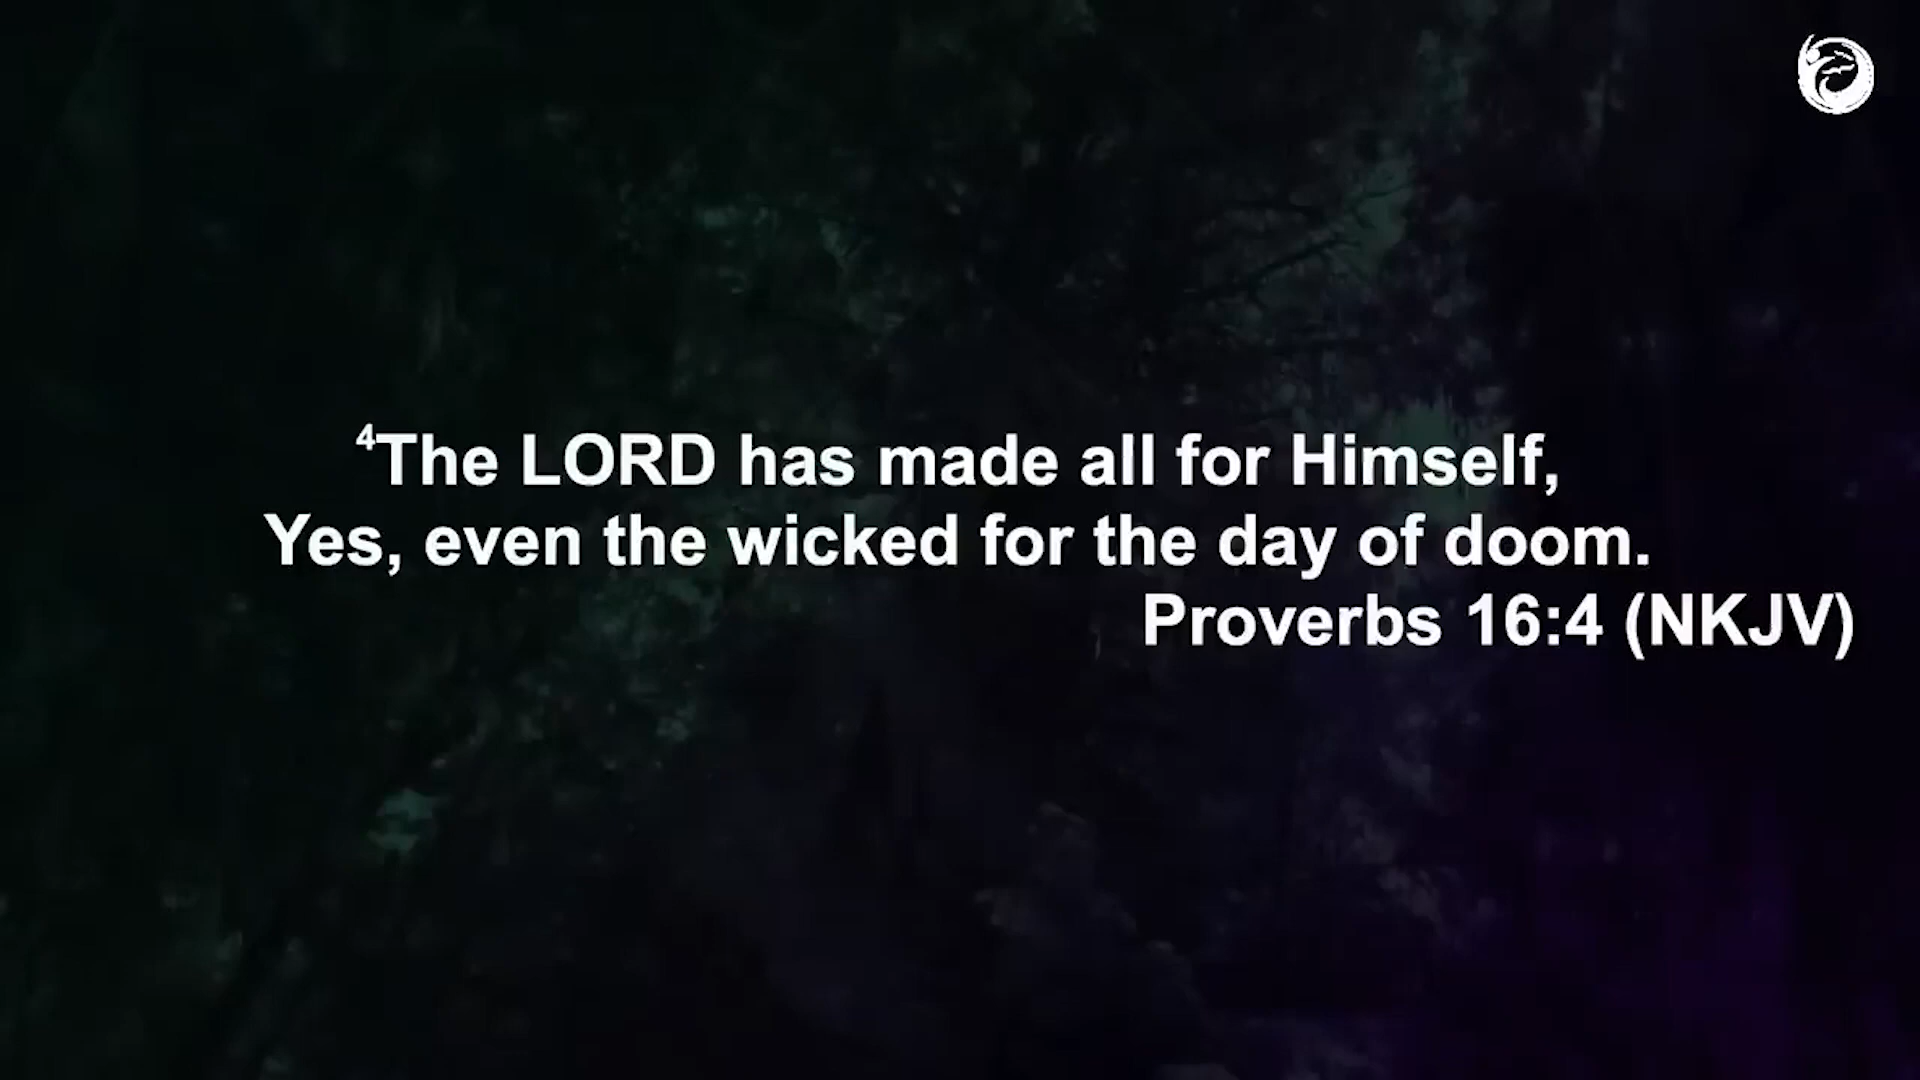 ⁴The LORD has made all for Himself,
Yes, even the wicked for the day of doom.
Proverbs 16:4 (NKJV)